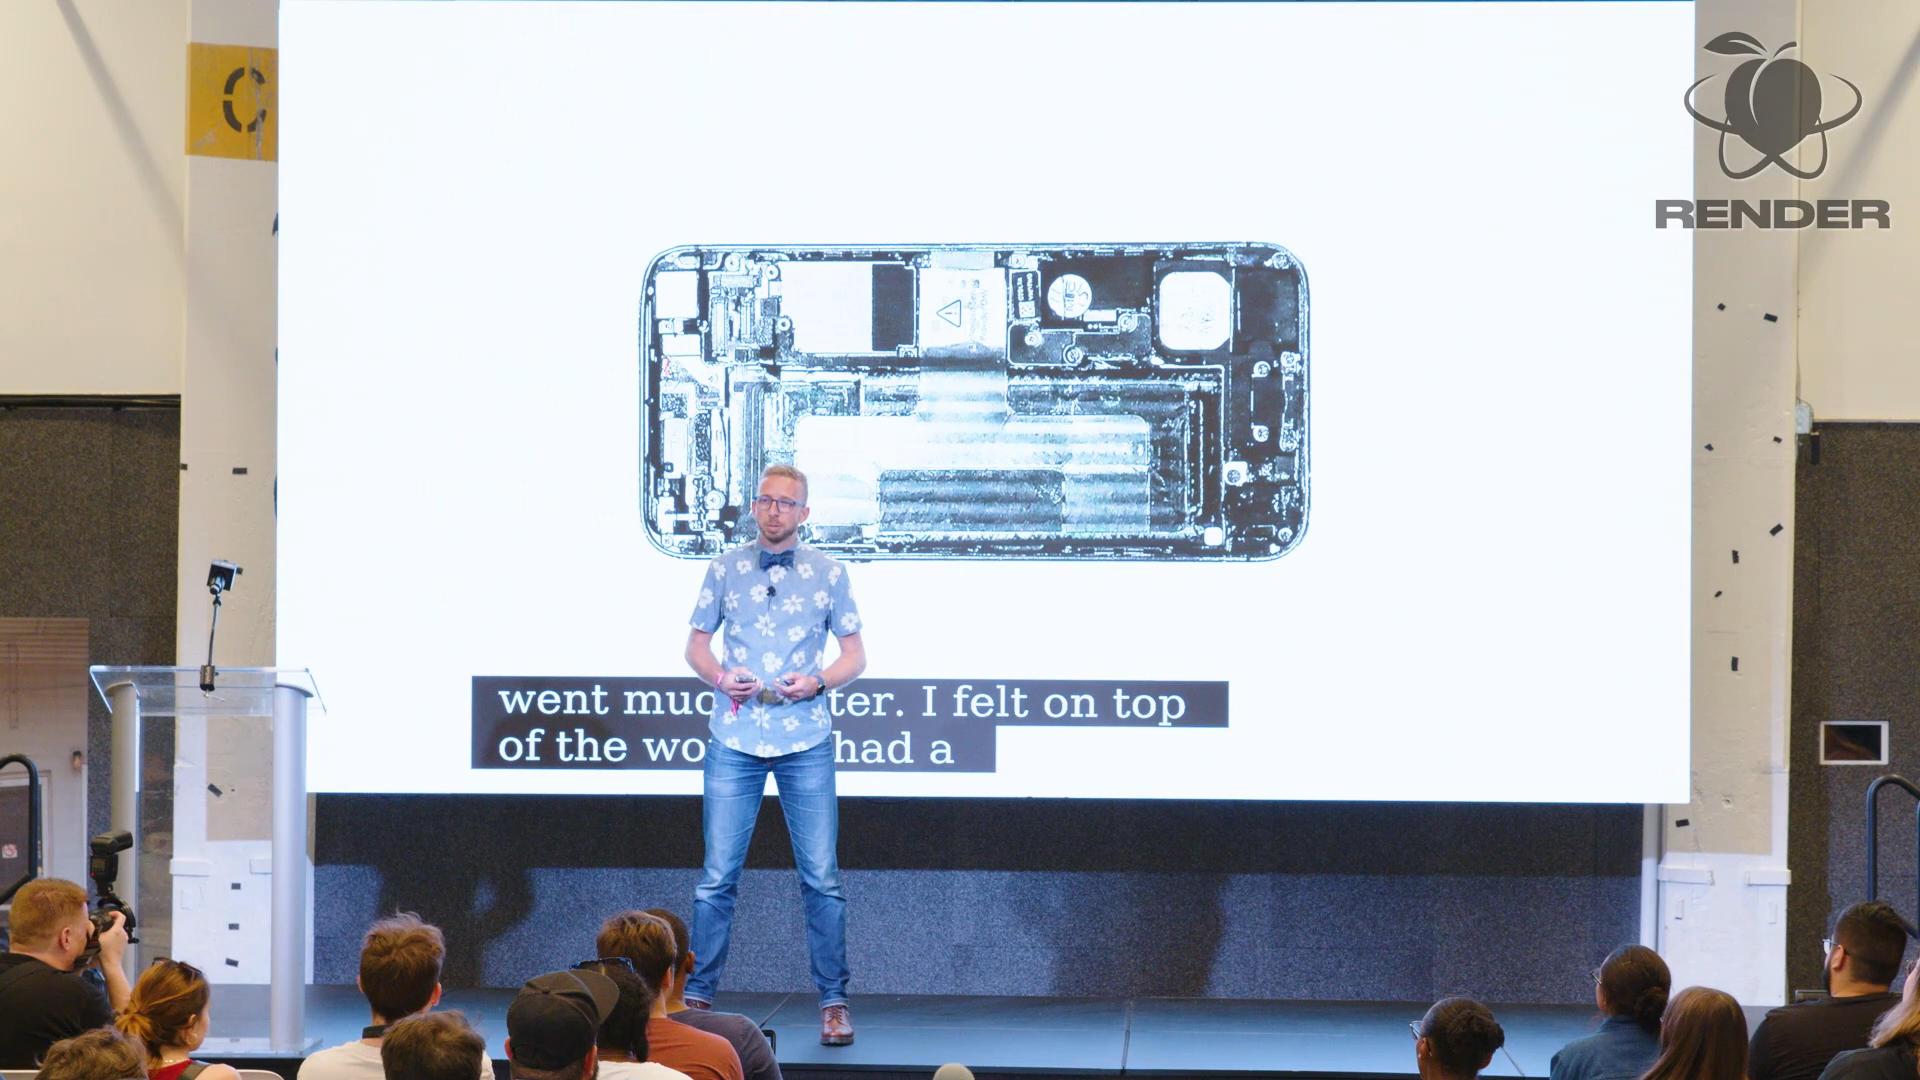 RENDER
went muc ter. I felt on top
of the wo had a